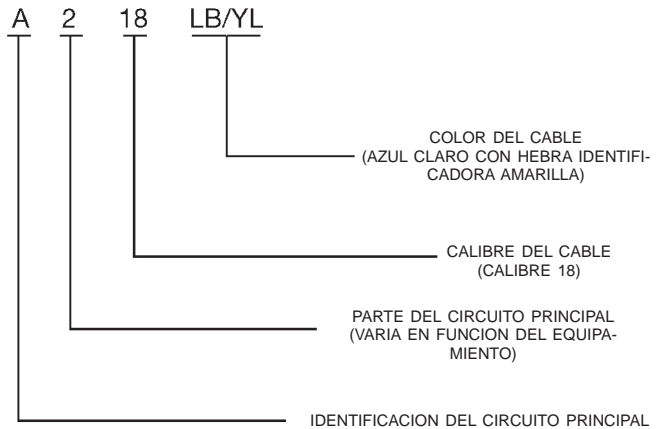 A 2 18 LB/YL
COLOR DEL CABLE
(AZUL CLARO CON HEBRA IDENTIFI-
CADORA AMARILLA)
CALIBRE DEL CABLE
(CALIBRE 18)
PARTE DEL CIRCUITO PRINCIPAL
(VARIA EN FUNCION DEL EQUIPA-
MIENTO)
IDENTIFICACION DEL CIRCUITO PRINCIPAL